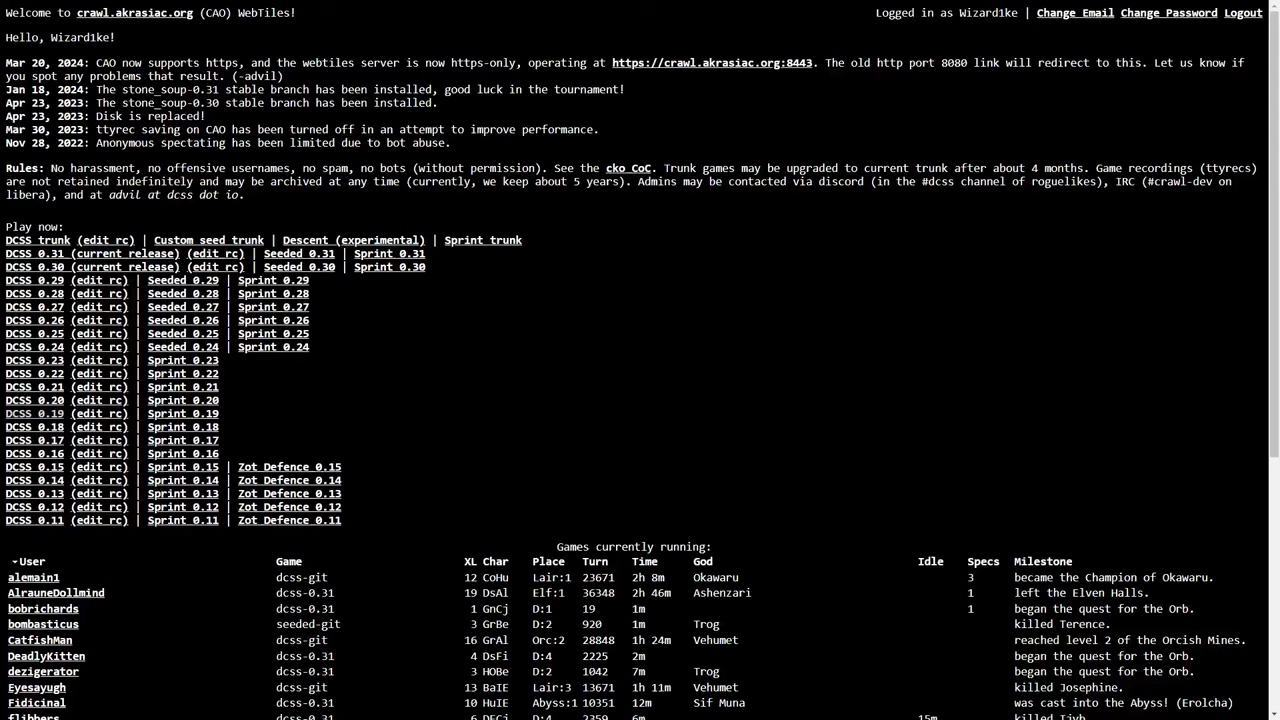 Welcome to crawl.akrasiac.org (CAO) WebTiles!
Logged in as Wizard1ke | Change Email Change Password Logout
Hello, Wizard1ke!
Mar 20, 2024: CAO now supports https, and the webtiles server is now https-only, operating at https://crawl.akrasiac.org:8443. The old http port 8080 link will redirect to this. Let us know if
you spot any problems that result. (-advil)
Jan 18, 2024: The stone_soup-0.31 stable branch has been installed, good luck in the tournament!
Apr 23, 2023: The stone_soup-0.30 stable branch has been installed.
Apr 23, 2023: Disk is replaced!
Mar 30, 2023: ttyrec saving on CAO has been turned off in an attempt to improve performance.
Nov 28, 2022: Anonymous spectating has been limited due to bot abuse.
Rules: No harassment, no offensive usernames, no spam, no bots (without permission). See the cko CoC. Trunk games may be upgraded to current trunk after about 4 months. Game recordings (ttyrecs)
are not retained indefinitely and may be archived at any time (currently, we keep about 5 years). Admins may be contacted via discord (in the #dcss channel of roguelikes), IRC (#crawl-dev on
libera), and at advil at dcss dot io.
Play now:
DCSS trunk (edit rc) | Custom seed trunk | Descent (experimental) | Sprint trunk
DCSS 0.31 (current release) (edit rc) | Seeded 0.31 | Sprint 0.31
DCSS 0.30 (current release) (edit rc) | Seeded 0.30 | Sprint 0.30
DCSS 0.29 (edit rc) | Seeded 0.29 | Sprint 0.29
DCSS 0.28 (edit rc) | Seeded 0.28 | Sprint 0.28
DCSS 0.27 (edit rc) | Seeded 0.27 | Sprint 0.27
DCSS 0.26 (edit rc) | Seeded 0.26 | Sprint 0.26
DCSS 0.25 (edit rc) | Seeded 0.25 | Sprint 0.25
DCSS 0.24 (edit rc) | Seeded 0.24 | Sprint 0.24
DCSS 0.23 (edit rc) | Sprint 0.23
DCSS 0.22 (edit rc) | Sprint 0.22
DCSS 0.21 (edit rc) | Sprint 0.21
DCSS 0.20 (edit rc) | Sprint 0.20
DCSS 0.19 (edit rc) | Sprint 0.19
DCSS 0.18 (edit rc) | Sprint 0.18
DCSS 0.17 (edit rc) | Sprint 0.17
DCSS 0.16 (edit rc) | Sprint 0.16
DCSS 0.15 (edit rc) | Sprint 0.15 | Zot Defence 0.15
DCSS 0.14 (edit rc) | Sprint 0.14 | Zot Defence 0.14
DCSS 0.13 (edit rc) | Sprint 0.13 | Zot Defence 0.13
DCSS 0.12 (edit rc) | Sprint 0.12 | Zot Defence 0.12
DCSS 0.11 (edit rc) | Sprint 0.11 | Zot Defence 0.11
Games currently running:
User Game XL Char Place Turn Time God Idle Specs Milestone
alemain1 dcss-git 12 CoHu Lair:1 23671 2h 8m Okawaru 3 became the Champion of Okawaru.
AlrauneDollmind dcss-0.31 19 DsAl Elf:1 36348 2h 46m Ashenzari 1 left the Elven Halls.
bobrichards dcss-0.31 1 GnCj D:1 19 1m 1 began the quest for the Orb.
bombasticus seeded-git 3 GrBe D:2 920 1m Trog killed Terence.
CatfishMan dcss-git 16 GrAl Orc:2 28848 1h 24m Vehumet reached level 2 of the Orcish Mines.
DeadlyKitten dcss-0.31 4 DsFi D:4 2225 2m began the quest for the Orb.
dezigerator dcss-0.31 3 HOBe D:2 1042 7m Trog began the quest for the Orb.
Eyesayugh dcss-git 13 BaIE Lair:3 13671 1h 11m Vehumet killed Josephine.
Fidicinal dcss-0.31 10 HuIE Abyss:1 10351 12m Sif Muna was cast into the Abyss! (Erolcha)
flibbers dcss-0.31 6 DECj D:4 2359 6m 15m killed Ijyb.